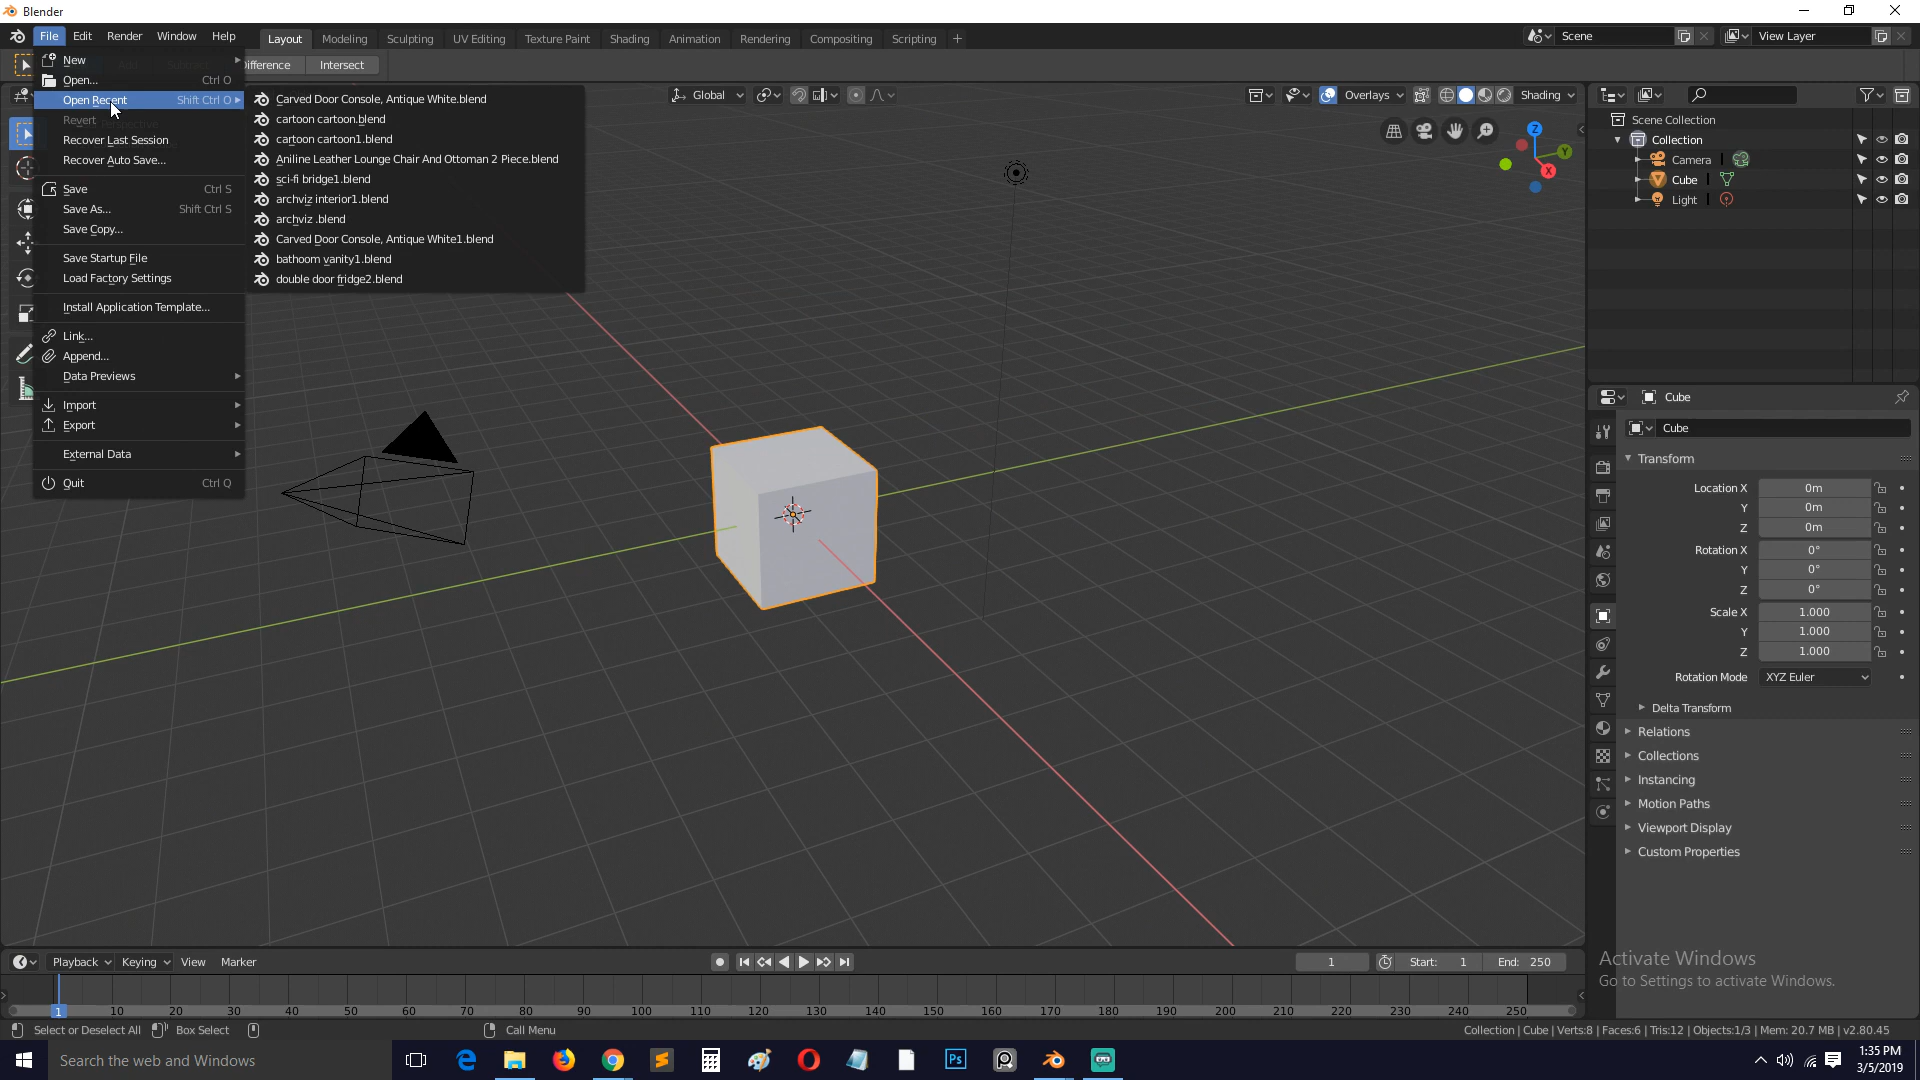 Blender
File Edit Render Window Help Layout Modeling Sculpting UV Editing Texture Paint Shading Animation Rendering Compositing Scripting + Scene View Layer
Difference Intersect
New
Open... Ctrl O
Open Recent Shift Ctrl O
Revert
Recover Last Session
Recover Auto Save...
Save Ctrl S
Save As... Shift Ctrl S
Save Copy...
Save Startup File
Load Factory Settings
Install Application Template...
Link...
Append...
Data Previews
Import
Export
External Data
Quit Ctrl Q
Carved Door Console, Antique White.blend
cartoon cartoon.blend
cartoon cartoon1.blend
Aniline Leather Lounge Chair And Ottoman 2 Piece.blend
sci-fi bridge1.blend
archviz interior1.blend
archviz .blend
Carved Door Console, Antique White1.blend
bathoom vanity1.blend
double door fridge2.blend
Global Overlays Shading
Z
Y
X
Scene Collection
Collection
Camera
Cube
Light
Cube
Cube
Transform
Location X 0m
Y 0m
Z 0m
Rotation X 0°
Y 0°
Z 0°
Scale X 1.000
Y 1.000
Z 1.000
Rotation Mode XYZ Euler
Delta Transform
Relations
Collections
Instancing
Motion Paths
Viewport Display
Custom Properties
Activate Windows
Go to Settings to activate Windows.
Playback Keying View Marker 1 Start: 1 End: 250
1 10 20 30 40 50 60 70 80 90 100 110 120 130 140 150 160 170 180 190 200 210 220 230 240 250
Select or Deselect All Box Select Call Menu Collection | Cube | Verts:8 | Faces:6 | Tris:12 | Objects:1/3 | Mem: 20.7 MB | v2.80.45
Search the web and Windows
Ps
1:35 PM
3/5/2019